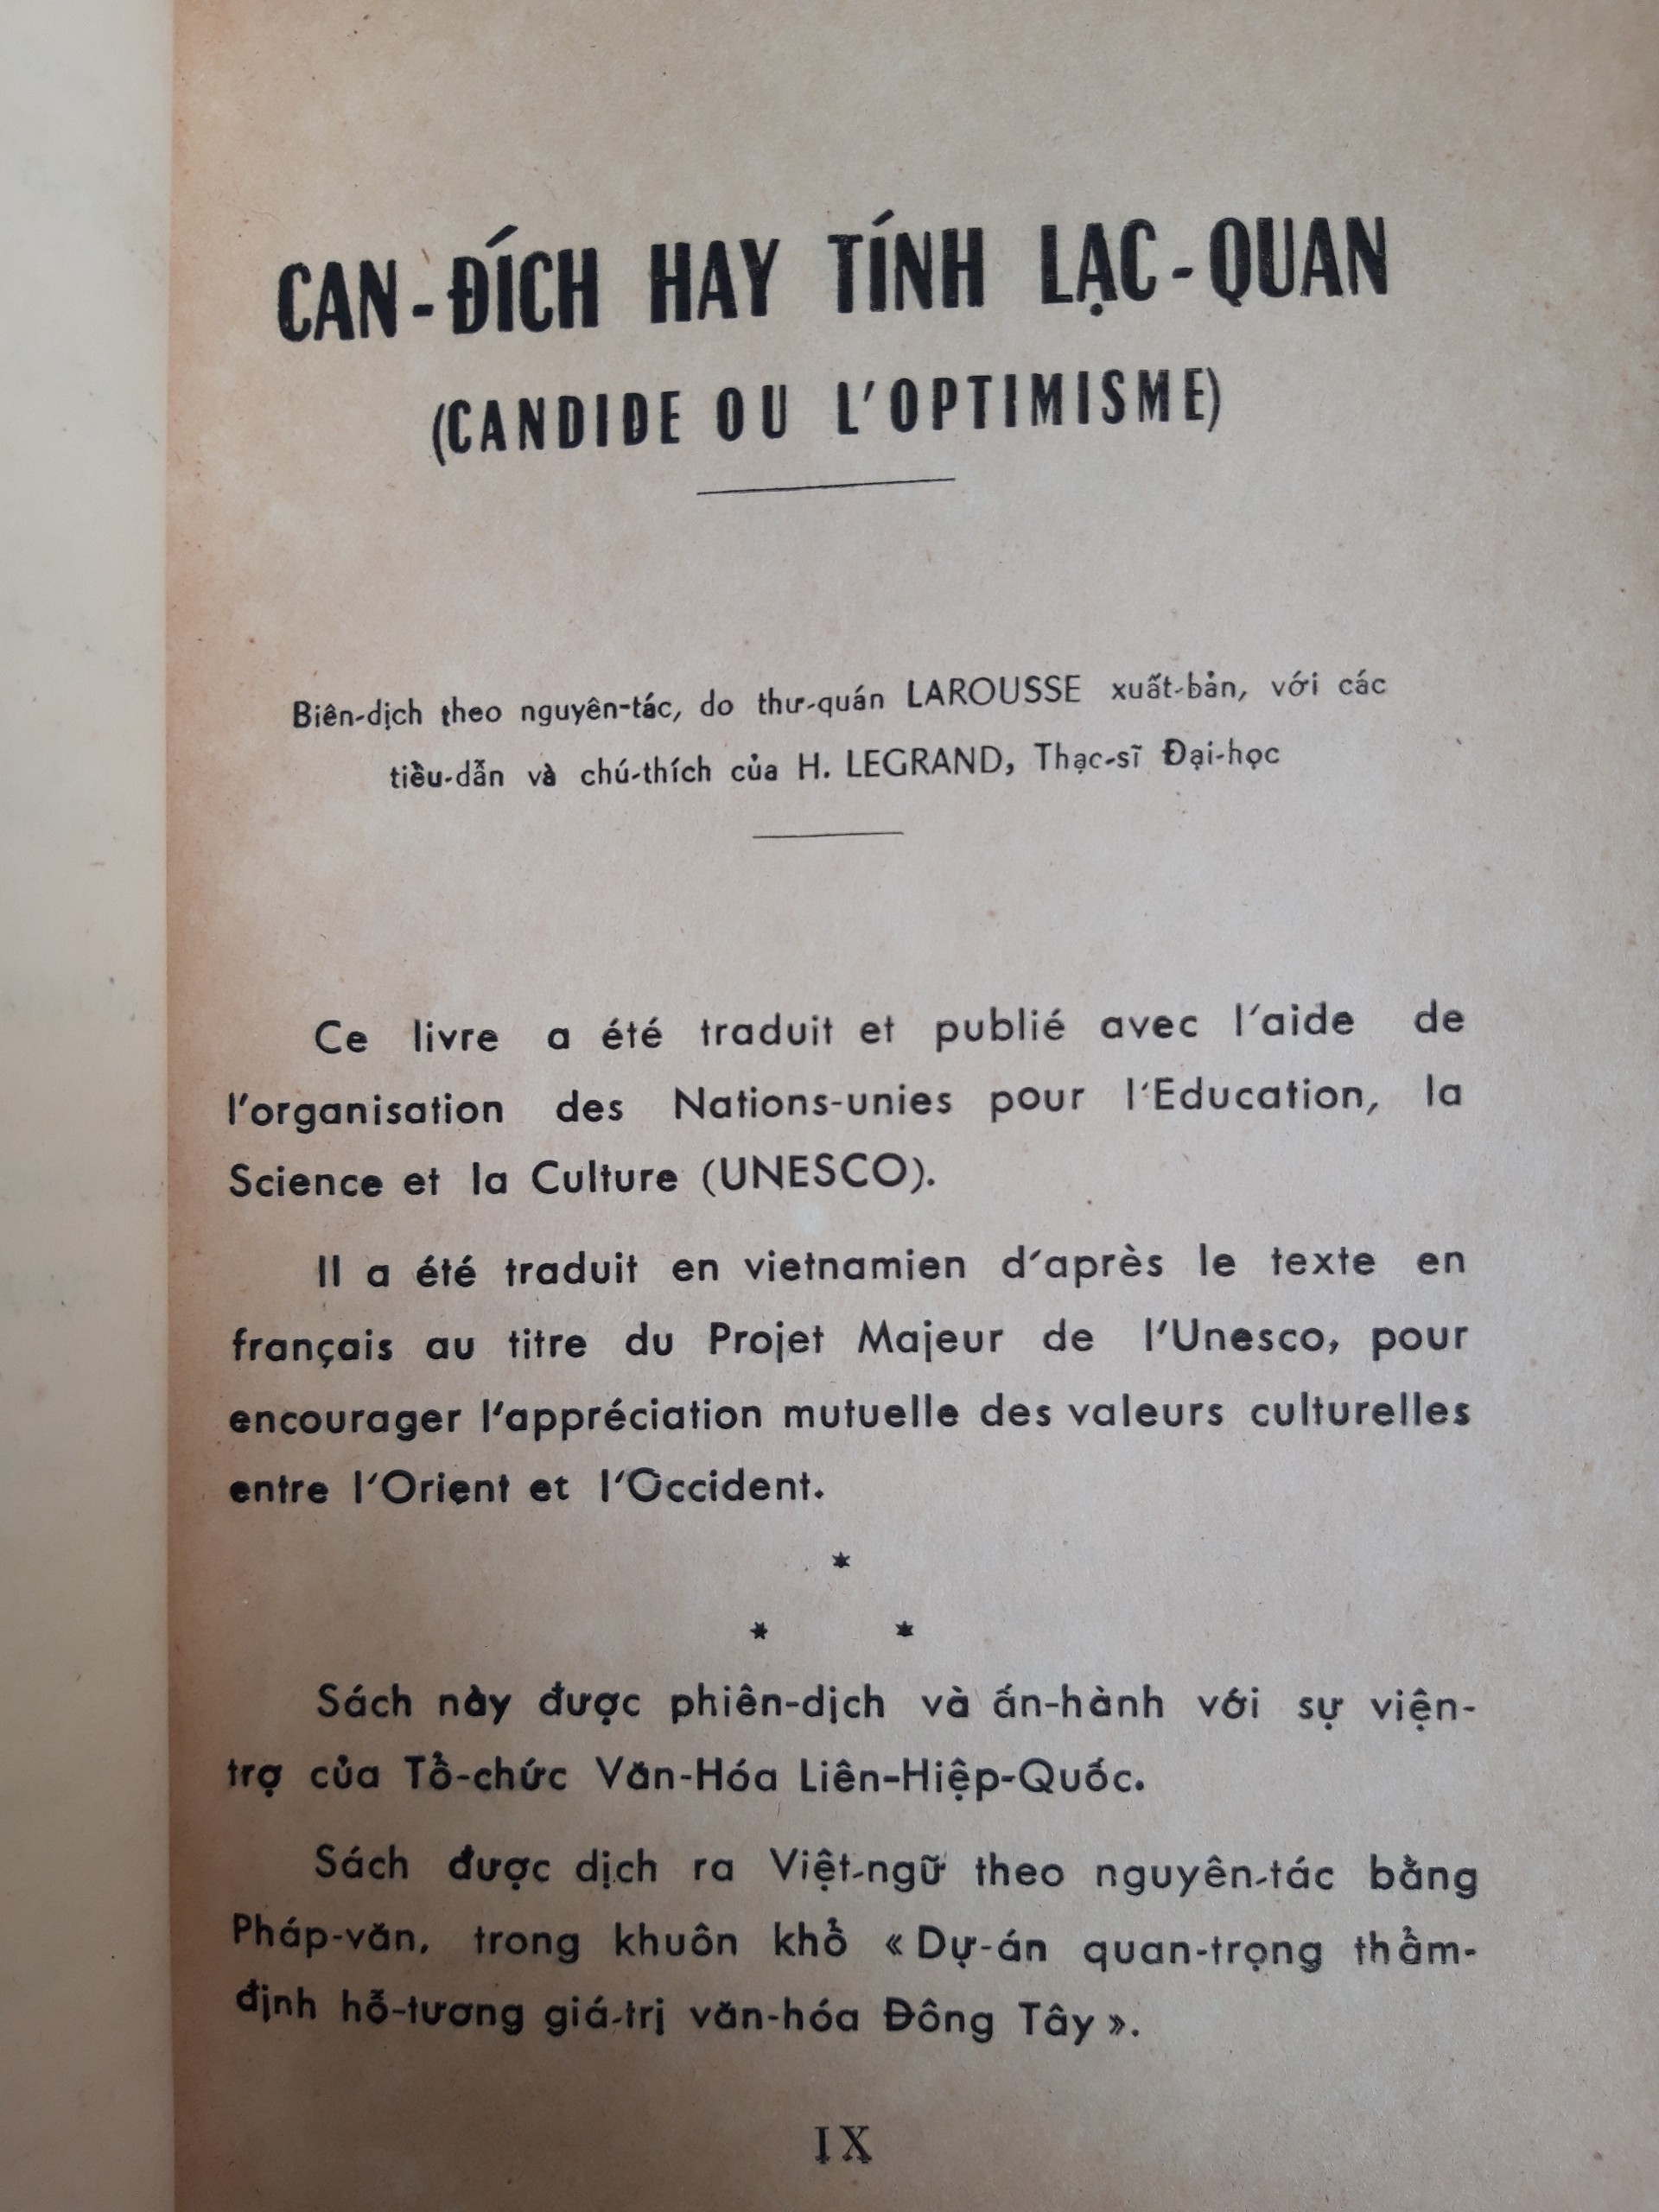 CAN-ĐÍCH HAY TÍNH LẠC-QUAN
(CANDIDE OU L'OPTIMISME)
Biên-dịch theo nguyên-tác, do thư-quán LAROUSSE xuất-bản, với các
tiểu-dẫn và chú-thích của H. LEGRAND, Thạc-sĩ Đại-học
Ce livre a été traduit et publié avec l'aide de
l'organisation des Nations-unies pour l'Education, la
Science et la Culture (UNESCO).
Il a été traduit en vietnamien d'après le texte en
français au titre du Projet Majeur de l'Unesco, pour
encourager l'appréciation mutuelle des valeurs culturelles
entre l'Orient et l'Occident.
*
* *
Sách này được phiên-dịch và ấn-hành với sự viện-
trợ của Tổ-chức Văn-Hóa Liên-Hiệp-Quốc.
Sách được dịch ra Việt-ngữ theo nguyên-tác bằng
Pháp-văn, trong khuôn khổ « Dự-án quan-trọng thẩm-
định hỗ-tương giá-trị văn-hóa Đông Tây ».
IX